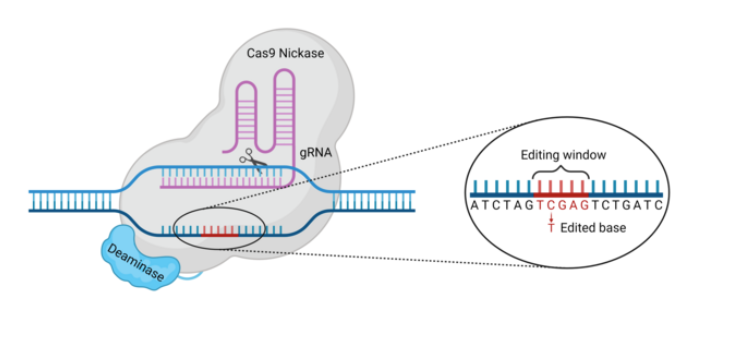 Cas9 Nickase
gRNA
Deaminase
Editing window
ATCTAGTCGAGTCTGATC
T Edited base